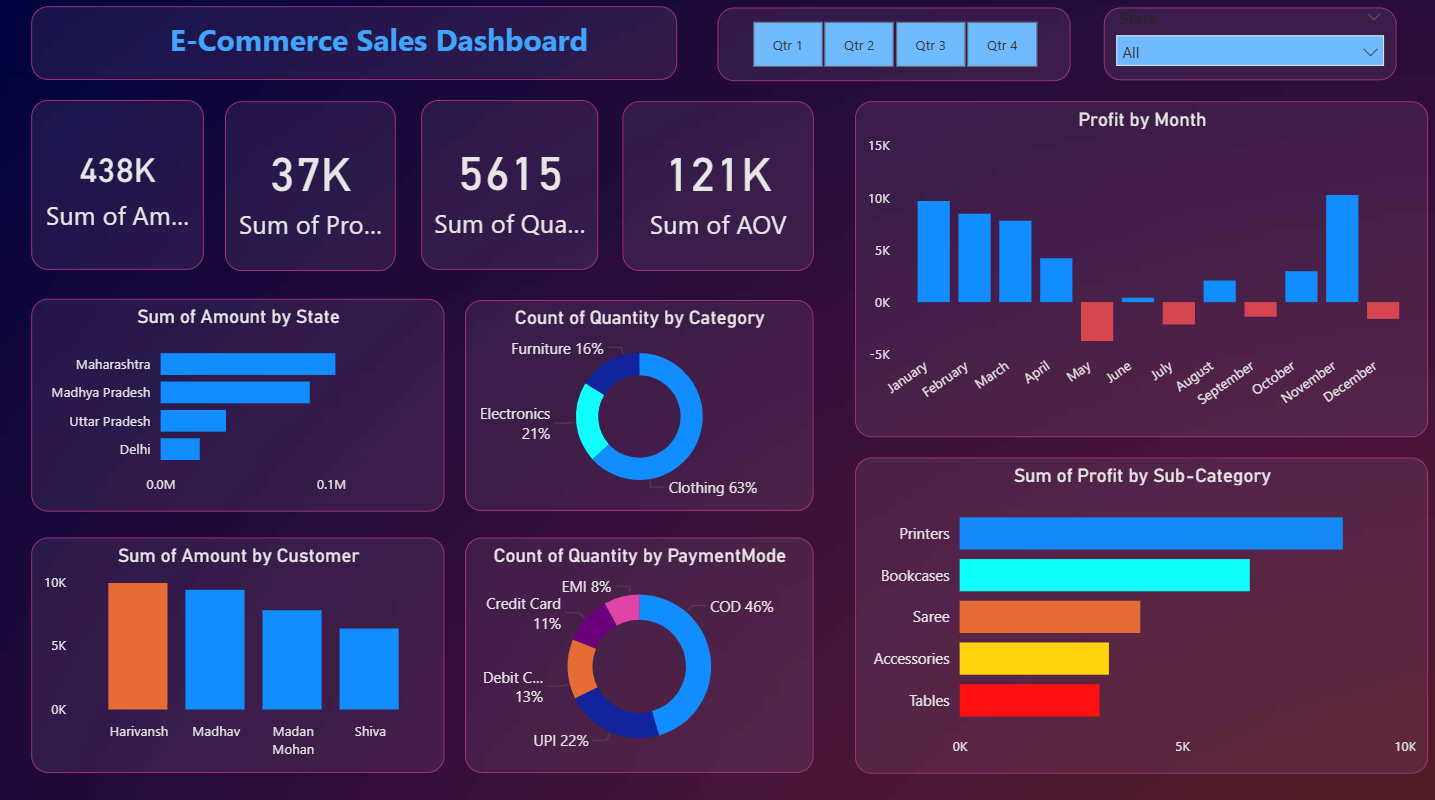 E-Commerce Sales Dashboard
Qtr 1
Qtr 2
Qtr 3
Qtr 4
State
All
438K
Sum of Am...
37K
Sum of Pro...
5615
Sum of Qua...
121K
Sum of AOV
Profit by Month
15K
10K
5K
0K
-5K
January
February
March
April
May
June
July
August
September
October
November
December
Sum of Amount by State
Maharashtra
Madhya Pradesh
Uttar Pradesh
Delhi
0.0M
0.1M
Count of Quantity by Category
Furniture 16%
Electronics
21%
Clothing 63%
Sum of Profit by Sub-Category
Printers
Bookcases
Saree
Accessories
Tables
0K
5K
10K
Sum of Amount by Customer
10K
5K
0K
Harivansh
Madhav
Madan
Mohan
Shiva
Count of Quantity by PaymentMode
EMI 8%
Credit Card
11%
COD 46%
Debit C...
13%
UPI 22%